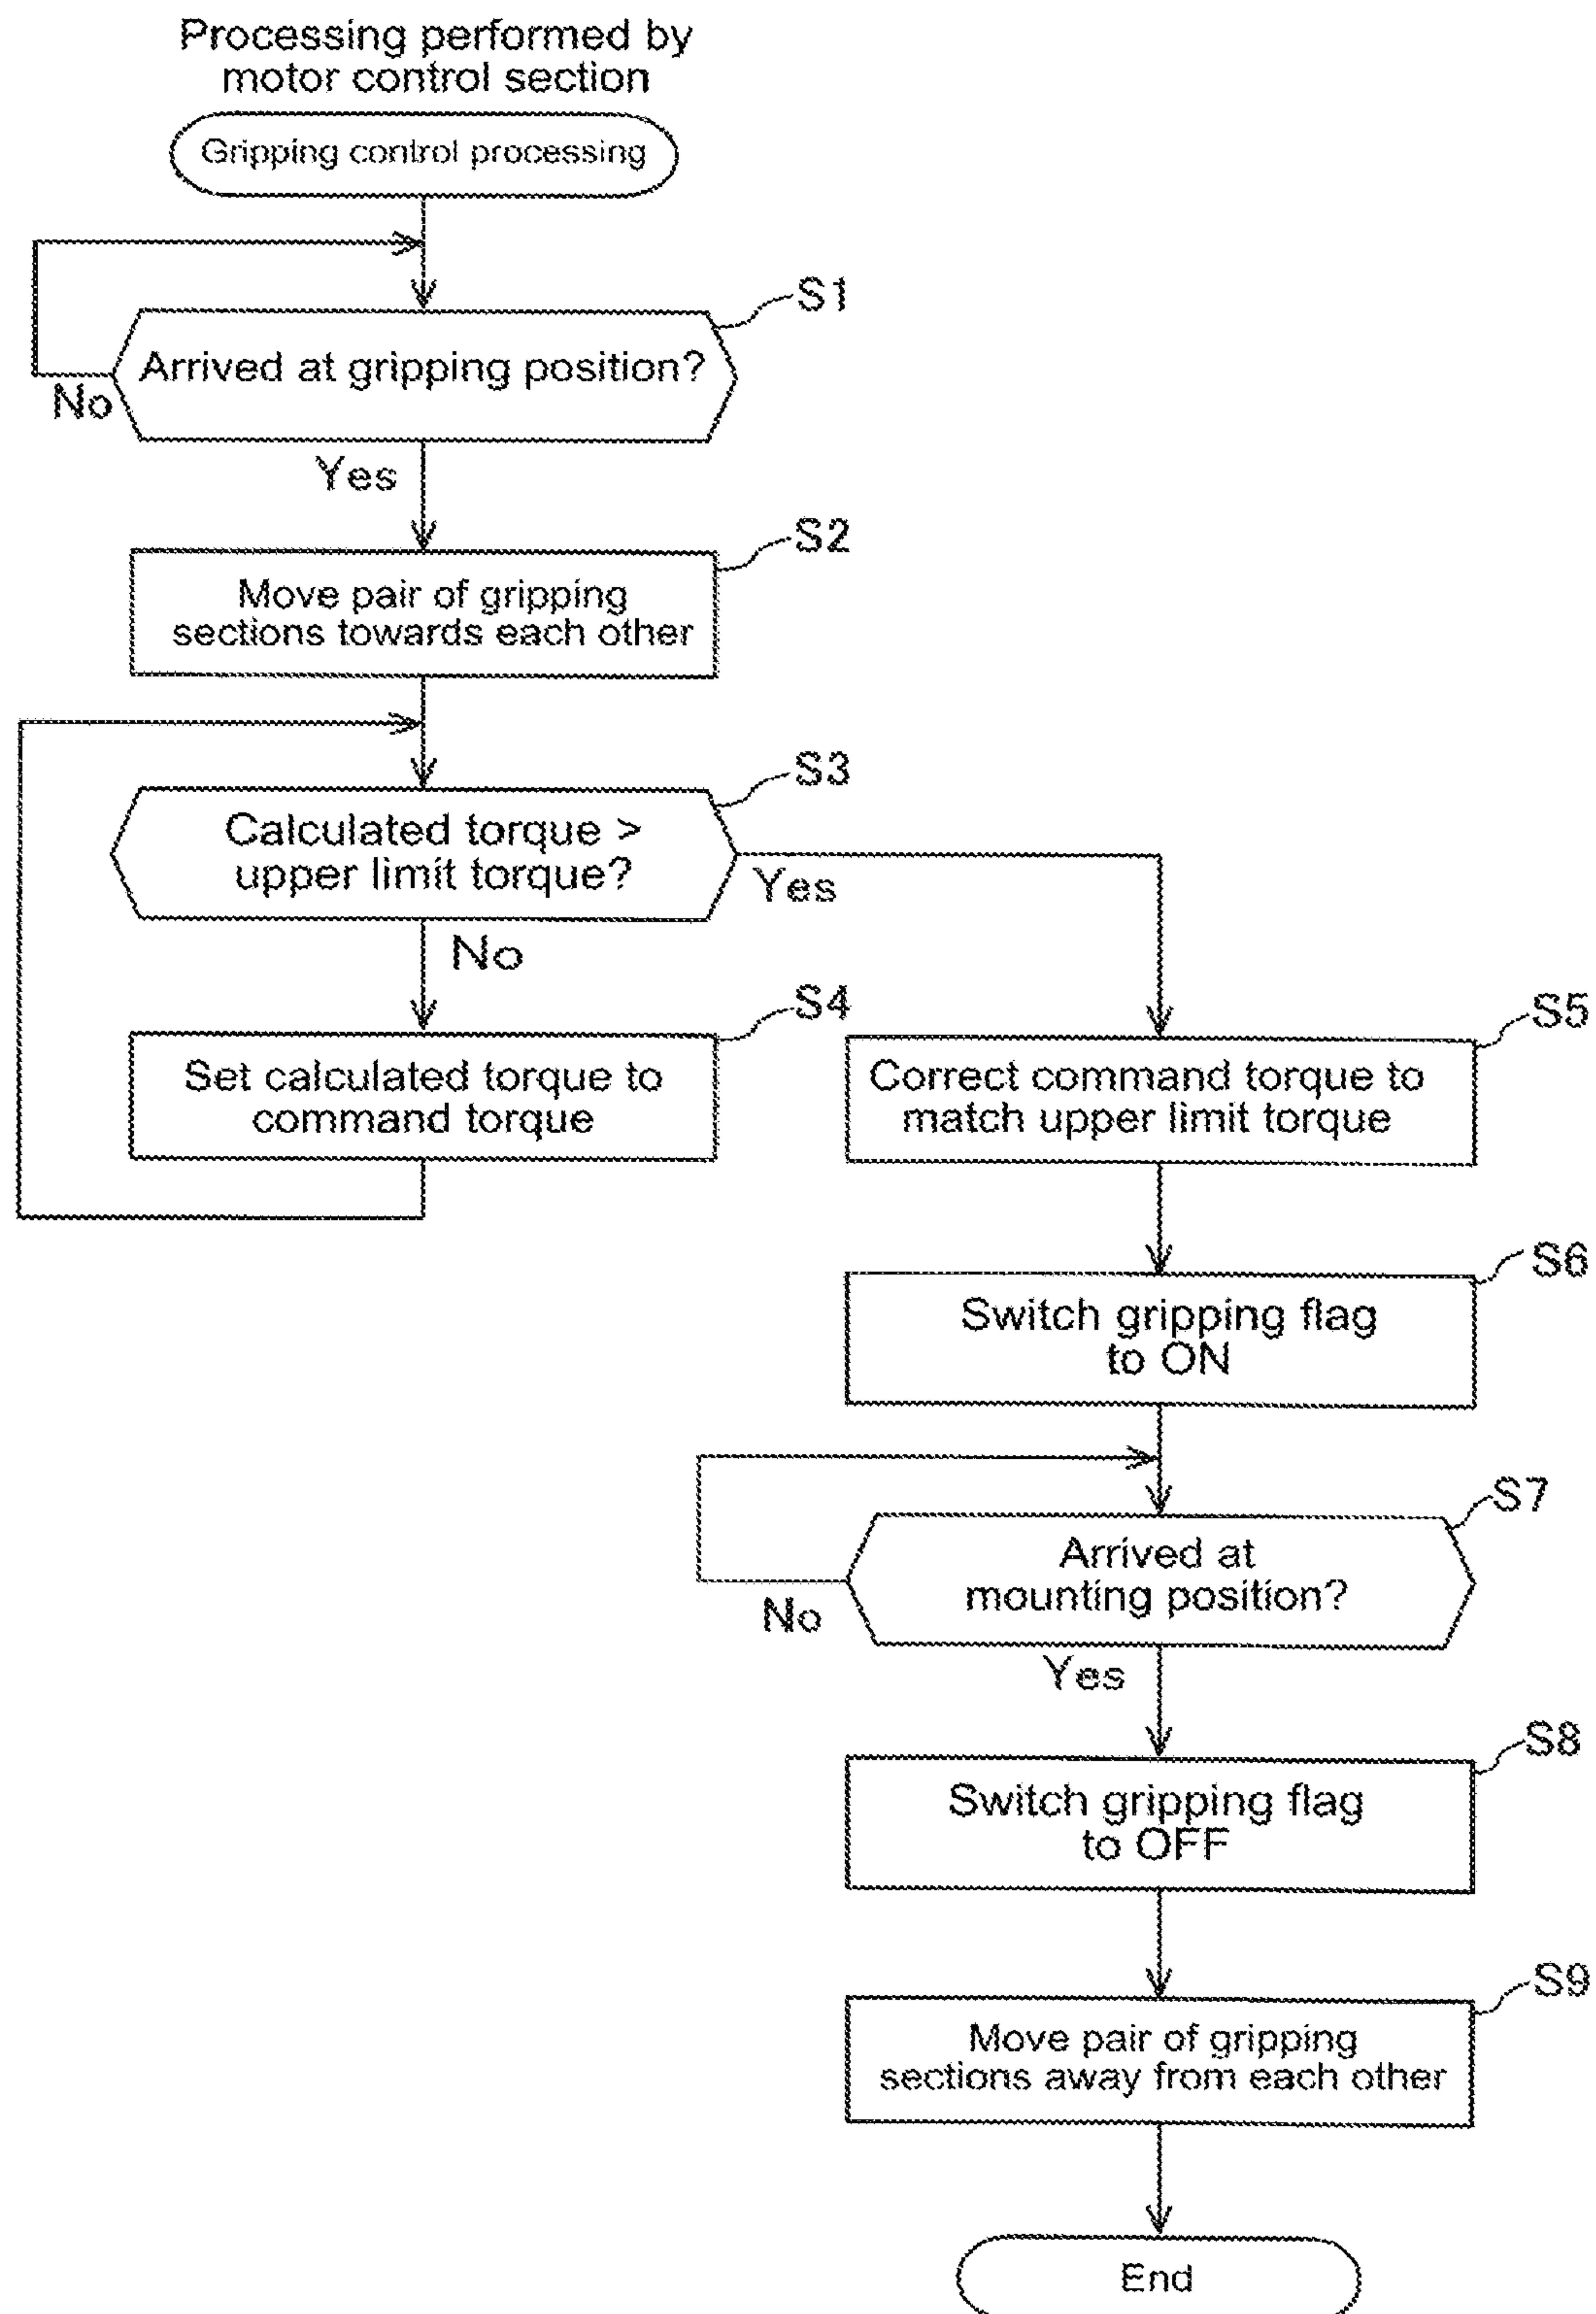 Processing performed by
motor control section
Gripping control processing
S1
Arrived at gripping position?
No
Yes
S2
Move pair of gripping
sections towards each other
S3
Calculated torque >
upper limit torque?
Yes
No
S4
Set calculated torque to
command torque
S5
Correct command torque to
match upper limit torque
S6
Switch gripping flag
to ON
S7
Arrived at
mounting position?
No
Yes
S8
Switch gripping flag
to OFF
S9
Move pair of gripping
sections away from each other
End